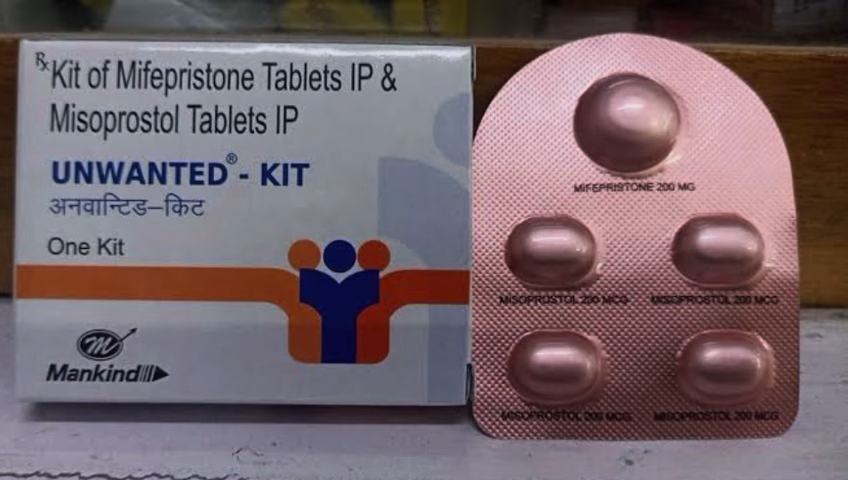 Rx Kit of Mifepristone Tablets IP &
Misoprostol Tablets IP
UNWANTED® - KIT
अनवान्टिड–किट
One Kit
m
Mankind
MIFEPRISTONE 200 MG
MISOPROSTOL 200 MCG MISOPROSTOL 200 MCG
MISOPROSTOL 200 MCG MISOPROSTOL 200 MCG